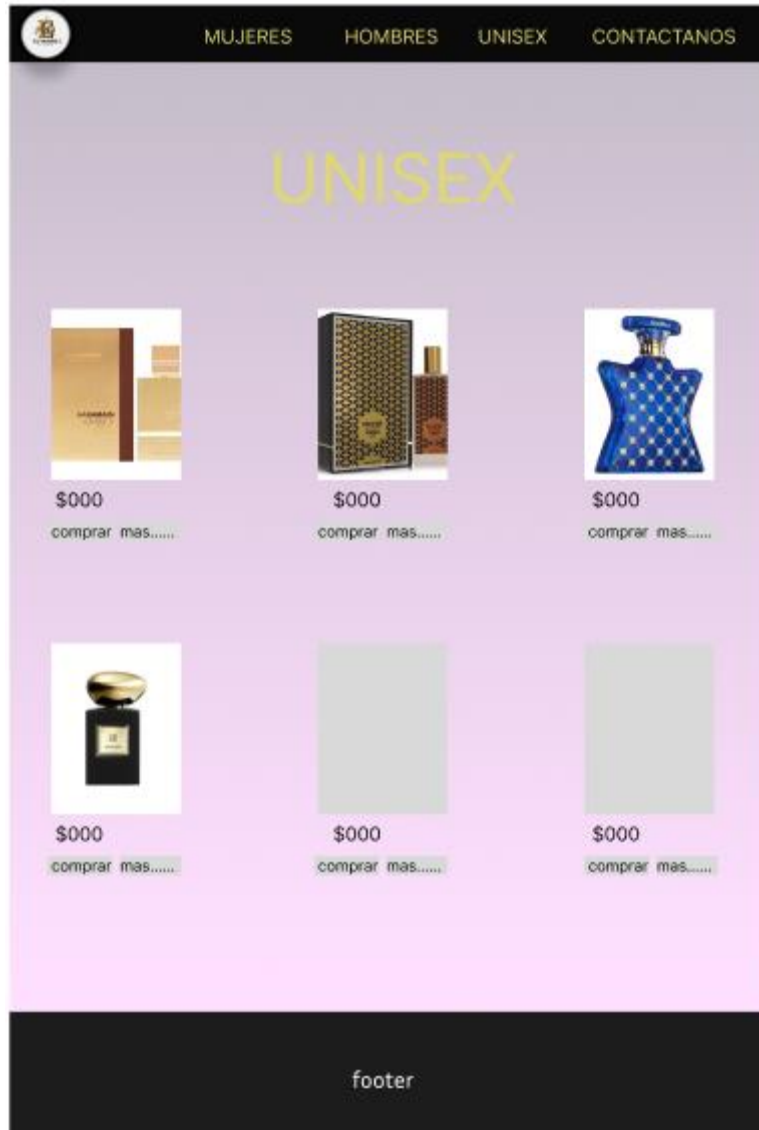 MUJERES HOMBRES UNISEX CONTACTANOS
UNISEX
$000 $000 $000
comprar mas...... comprar mas...... comprar mas......
$000 $000 $000
comprar mas...... comprar mas...... comprar mas......
footer